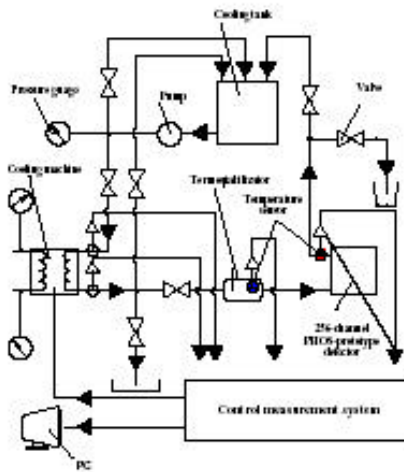 Cooling tank
Pressure guage
Pump
Valve
Cooling machine
Termostabilizator
Temperature
sensor
256-channel
PHOS-prototype
detector
Control measurement system
PC